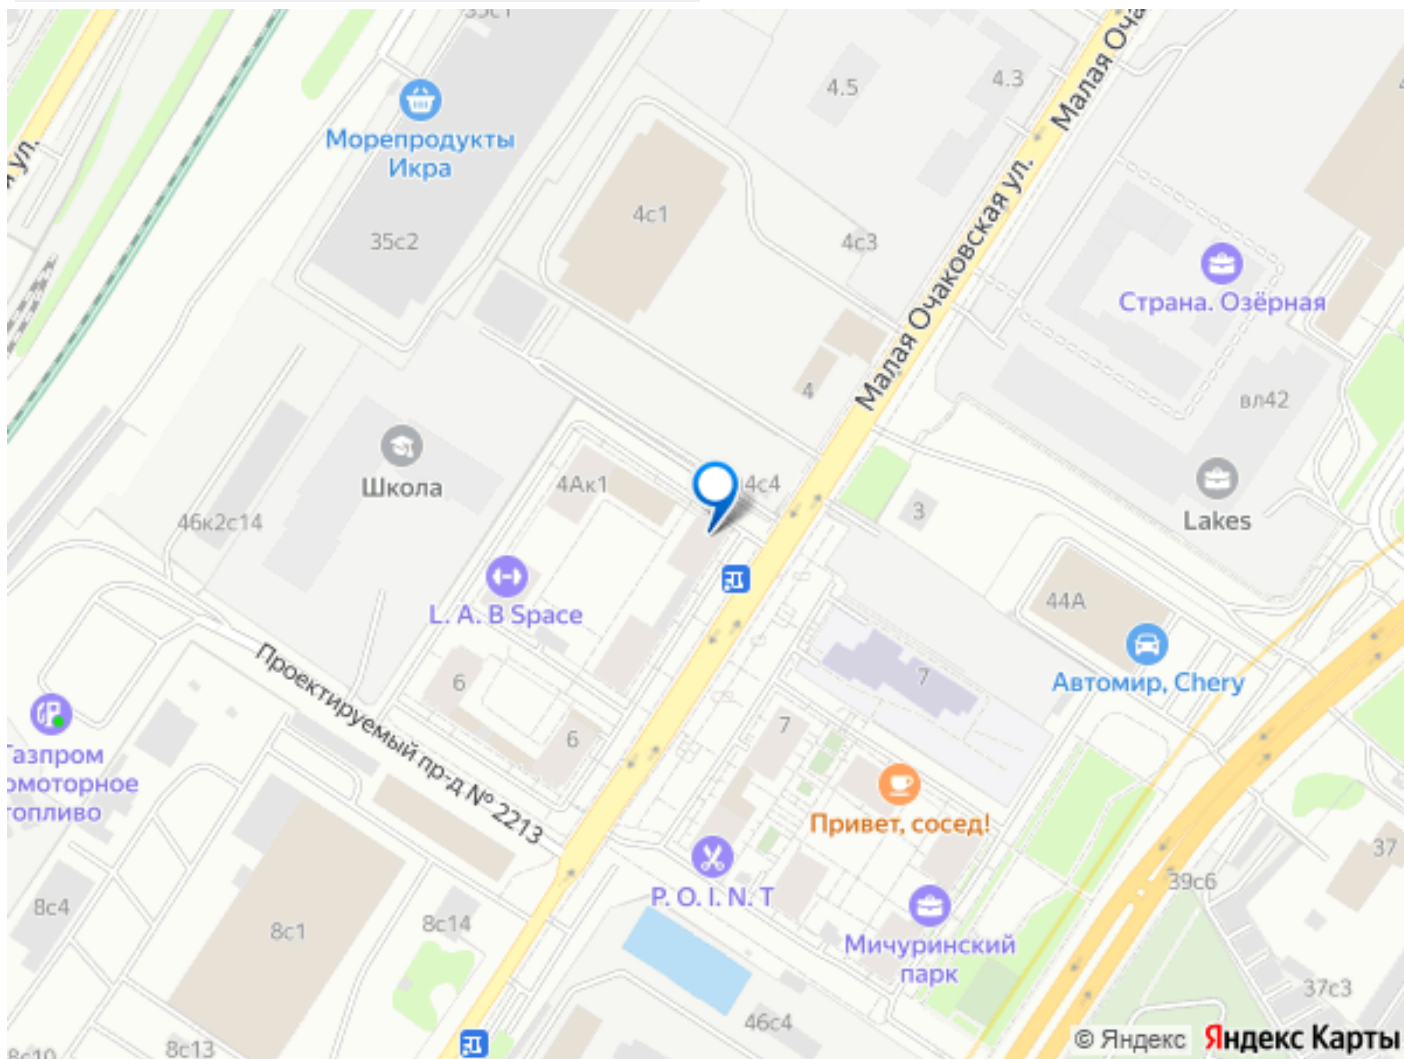 35с1
Морепродукты
Икра
35с2
4с1
4.5
4.3
4с3
4
Малая Очаковская ул.
Малая Оча
я ул.
Страна. Озёрная
вл42
Lakes
3
44А
Автомир, Chery
Школа
46к2с14
4Ак1
4с4
L. A. B Space
6
6
7
7
Проектируемый пр-д № 2213
Газпром
омоторное
топливо
Привет, сосед!
P. O. I. N. T
Мичуринский
парк
37
39с6
37с3
8с4
8с1
8с14
8с13
8с10
46с4
© Яндекс
Яндекс Карты